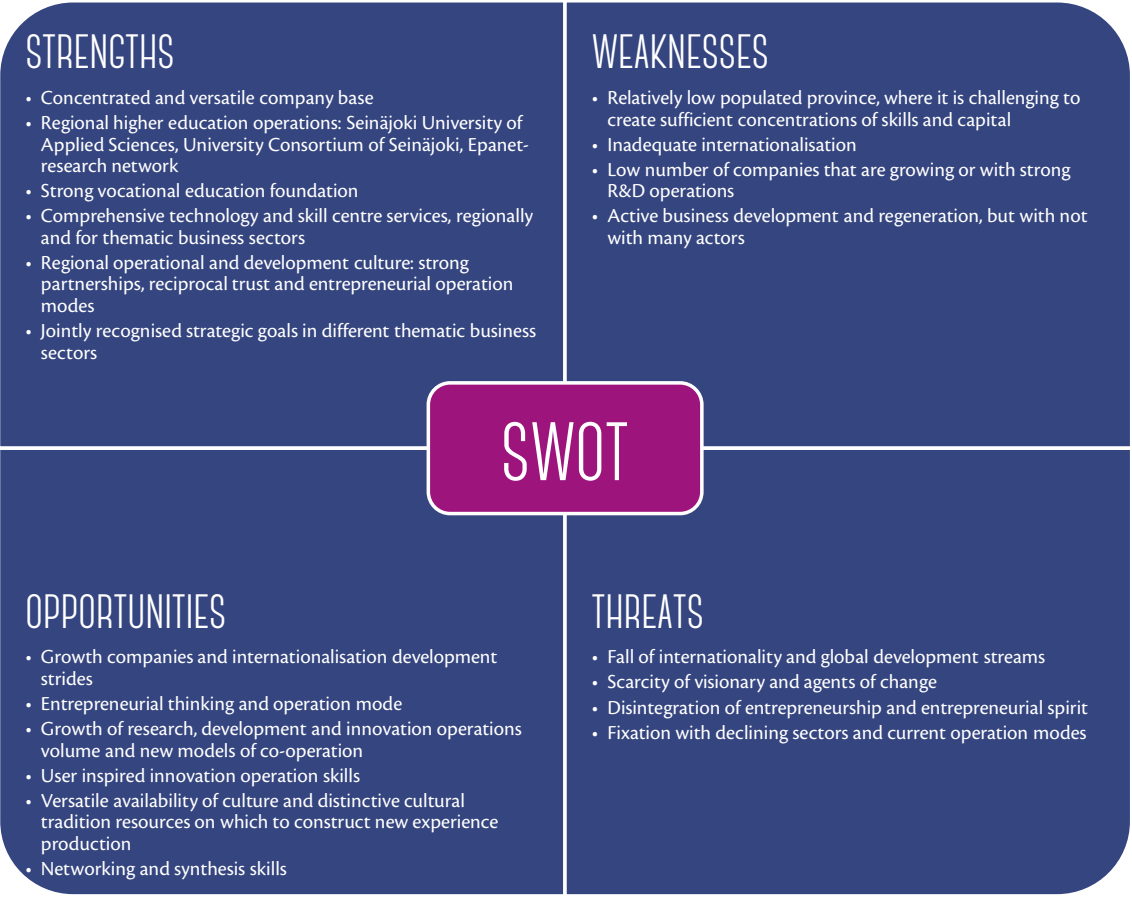 STRENGTHS
• Concentrated and versatile company base
• Regional higher education operations: Seinäjoki University of
Applied Sciences, University Consortium of Seinäjoki, Epanet-
research network
• Strong vocational education foundation
• Comprehensive technology and skill centre services, regionally
and for thematic business sectors
• Regional operational and development culture: strong
partnerships, reciprocal trust and entrepreneurial operation
modes
• Jointly recognised strategic goals in different thematic business
sectors
WEAKNESSES
• Relatively low populated province, where it is challenging to
create sufficient concentrations of skills and capital
• Inadequate internationalisation
• Low number of companies that are growing or with strong
R&D operations
• Active business development and regeneration, but with not
with many actors
SWOT
OPPORTUNITIES
• Growth companies and internationalisation development
strides
• Entrepreneurial thinking and operation mode
• Growth of research, development and innovation operations
volume and new models of co-operation
• User inspired innovation operation skills
• Versatile availability of culture and distinctive cultural
tradition resources on which to construct new experience
production
• Networking and synthesis skills
THREATS
• Fall of internationality and global development streams
• Scarcity of visionary and agents of change
• Disintegration of entrepreneurship and entrepreneurial spirit
• Fixation with declining sectors and current operation modes